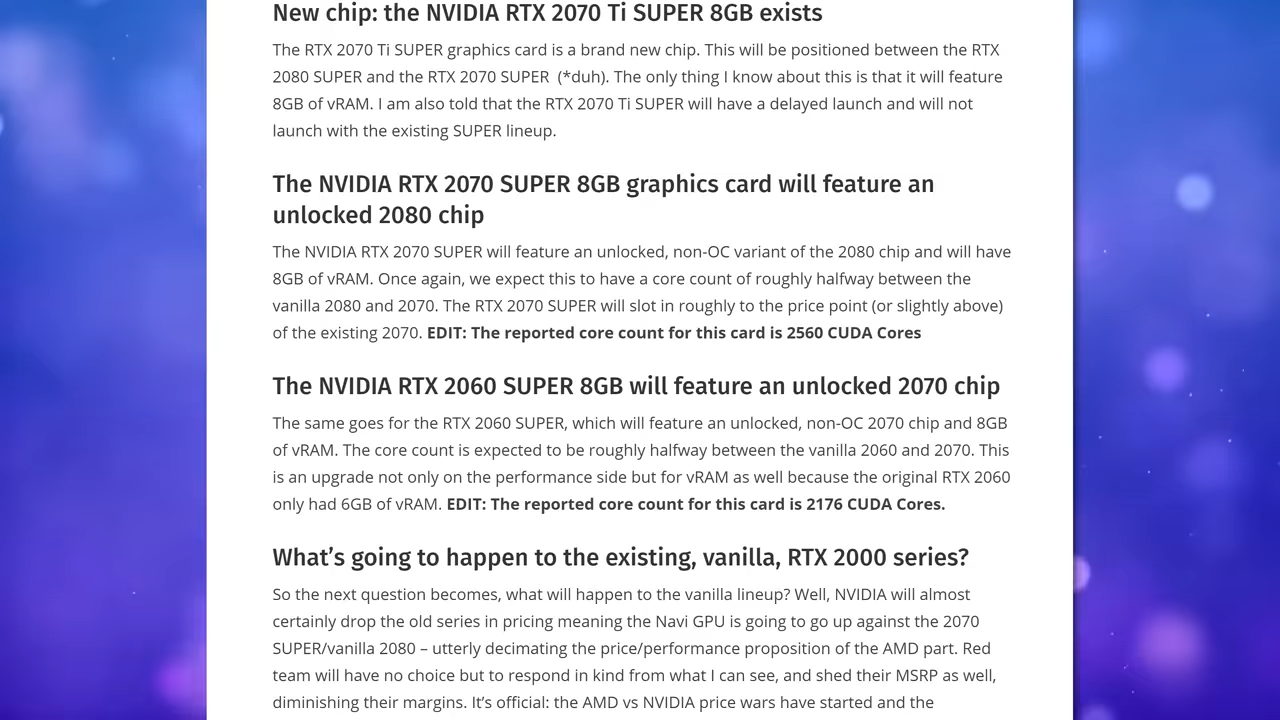 New chip: the NVIDIA RTX 2070 Ti SUPER 8GB exists
The RTX 2070 Ti SUPER graphics card is a brand new chip. This will be positioned between the RTX
2080 SUPER and the RTX 2070 SUPER  (*duh). The only thing I know about this is that it will feature
8GB of vRAM. I am also told that the RTX 2070 Ti SUPER will have a delayed launch and will not
launch with the existing SUPER lineup.
The NVIDIA RTX 2070 SUPER 8GB graphics card will feature an
unlocked 2080 chip
The NVIDIA RTX 2070 SUPER will feature an unlocked, non-OC variant of the 2080 chip and will have
8GB of vRAM. Once again, we expect this to have a core count of roughly halfway between the
vanilla 2080 and 2070. The RTX 2070 SUPER will slot in roughly to the price point (or slightly above)
of the existing 2070. EDIT: The reported core count for this card is 2560 CUDA Cores
The NVIDIA RTX 2060 SUPER 8GB will feature an unlocked 2070 chip
The same goes for the RTX 2060 SUPER, which will feature an unlocked, non-OC 2070 chip and 8GB
of vRAM. The core count is expected to be roughly halfway between the vanilla 2060 and 2070. This
is an upgrade not only on the performance side but for vRAM as well because the original RTX 2060
only had 6GB of vRAM. EDIT: The reported core count for this card is 2176 CUDA Cores.
What’s going to happen to the existing, vanilla, RTX 2000 series?
So the next question becomes, what will happen to the vanilla lineup? Well, NVIDIA will almost
certainly drop the old series in pricing meaning the Navi GPU is going to go up against the 2070
SUPER/vanilla 2080 – utterly decimating the price/performance proposition of the AMD part. Red
team will have no choice but to respond in kind from what I can see, and shed their MSRP as well,
diminishing their margins. It’s official: the AMD vs NVIDIA price wars have started and the